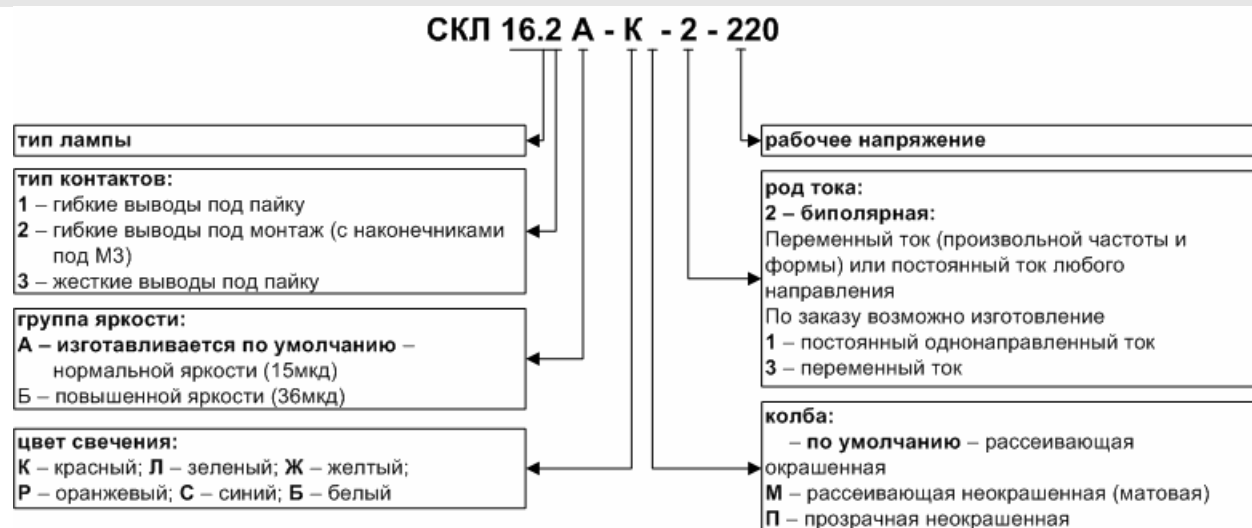 СКЛ 16.2 А - К - 2 - 220
тип лампы
тип контактов:
1 – гибкие выводы под пайку
2 – гибкие выводы под монтаж (с наконечниками
под М3)
3 – жесткие выводы под пайку
группа яркости:
А – изготавливается по умолчанию –
нормальной яркости (15мкд)
Б – повышенной яркости (36мкд)
цвет свечения:
К – красный; Л – зеленый; Ж – желтый;
Р – оранжевый; С – синий; Б – белый
рабочее напряжение
род тока:
2 – биполярная:
Переменный ток (произвольной частоты и
формы) или постоянный ток любого
направления
По заказу возможно изготовление
1 – постоянный однонаправленный ток
3 – переменный ток
колба:
– по умолчанию – рассеивающая
окрашенная
М – рассеивающая неокрашенная (матовая)
П – прозрачная неокрашенная